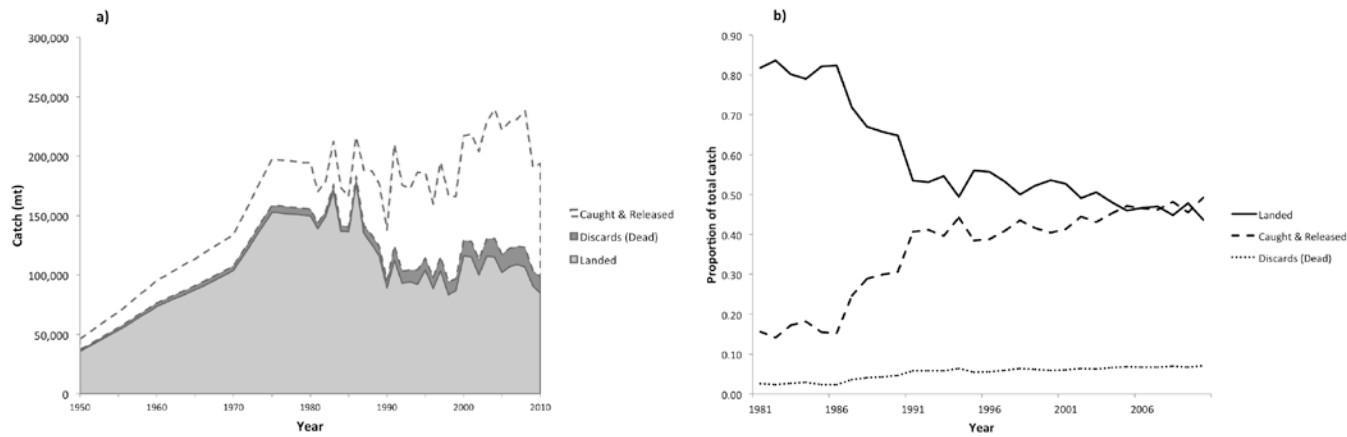 a)
300,000
250,000
200,000
150,000
100,000
50,000
0
Catch (mt)
1950 1960 1970 1980 1990 2000 2010
Year
Caught & Released
Discards (Dead)
Landed
b)
0.90
0.80
0.70
0.60
0.50
0.40
0.30
0.20
0.10
0.00
Proportion of total catch
1981 1986 1991 1996 2001 2006
Year
Landed
Caught & Released
Discards (Dead)